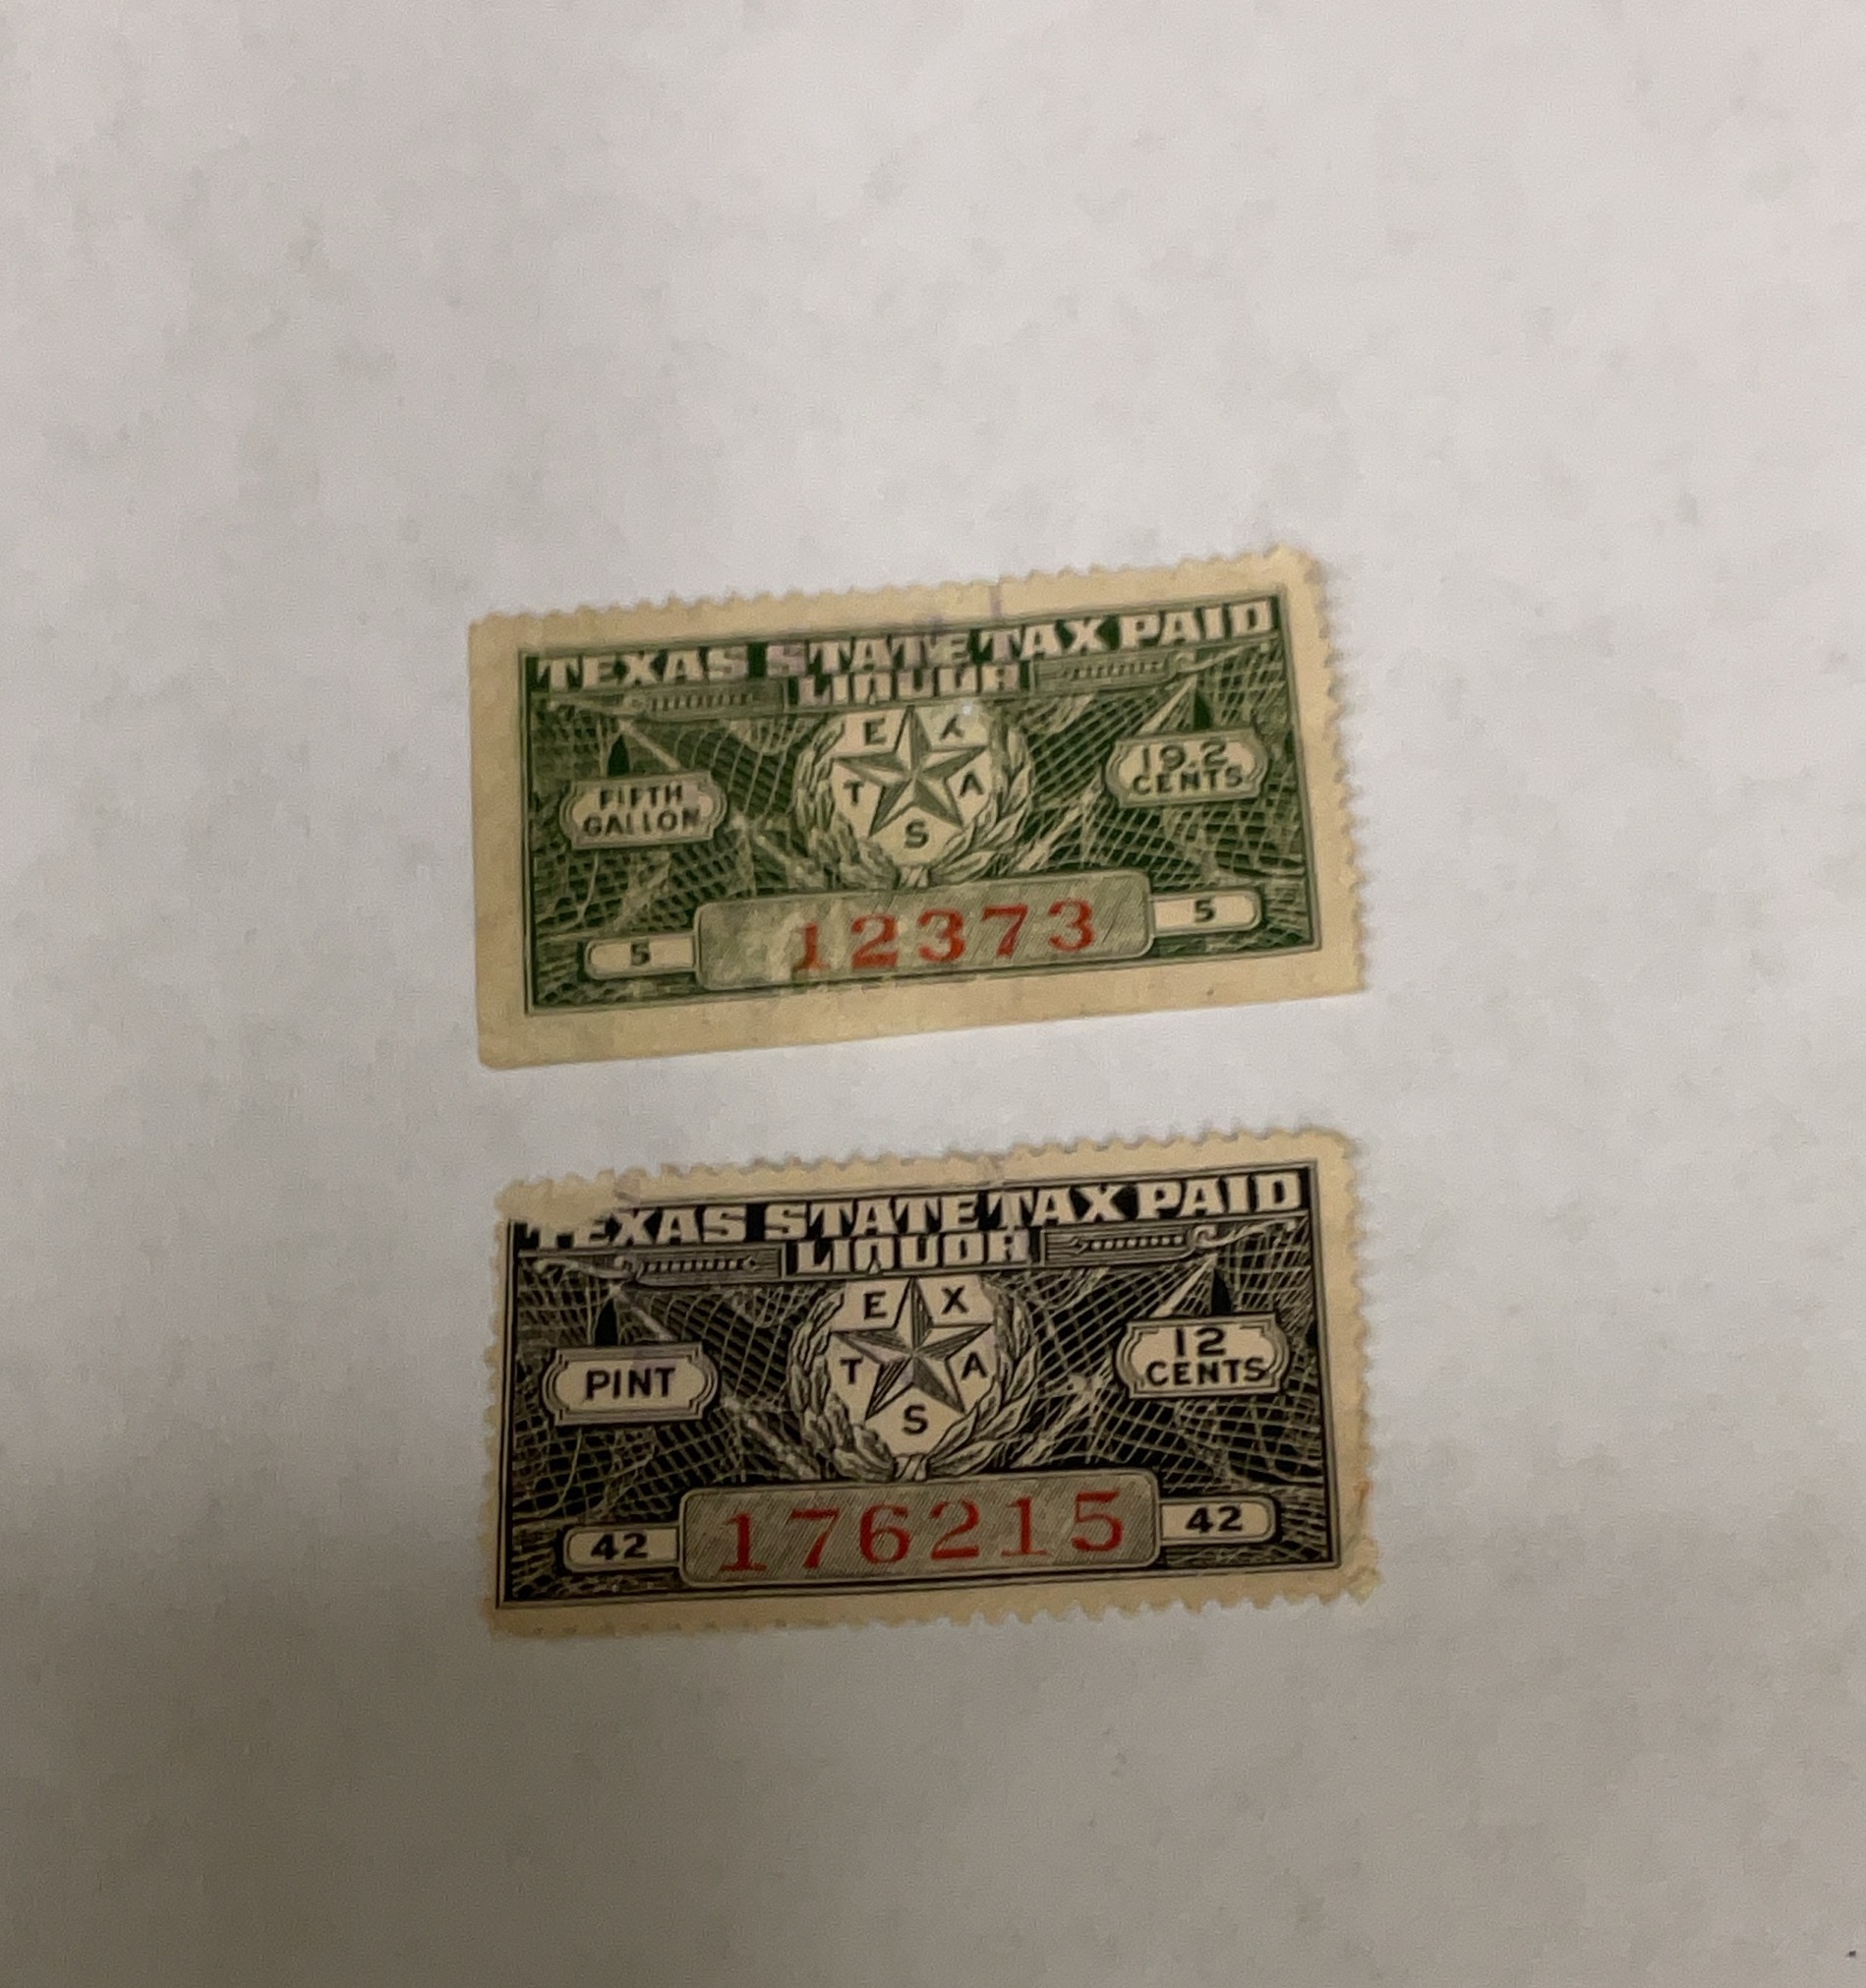 TEXAS STATE TAX PAID
LIQUOR
E X
T A
S
FIFTH
GALLON
19.2
CENTS
5
12373
5
TEXAS STATE TAX PAID
LIQUOR
E X
T A
S
PINT
12
CENTS
42
176215
42